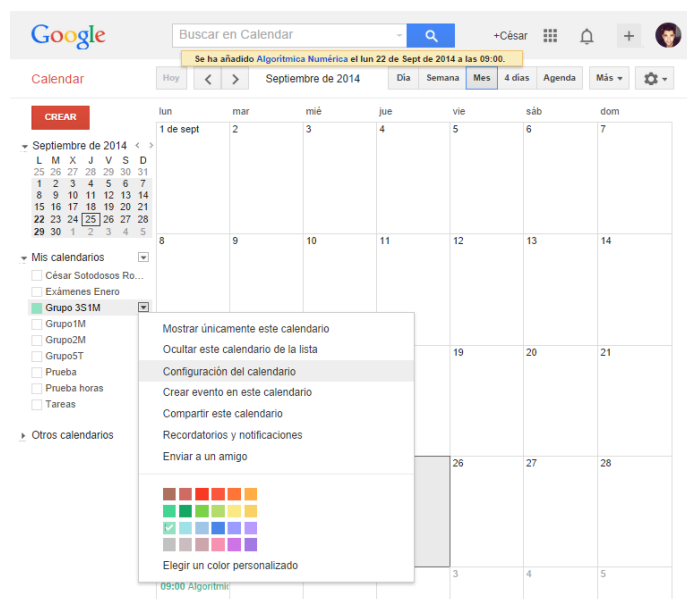 Google
Buscar en Calendar
+César
Se ha añadido Algorítmica Numérica el lun 22 de Sept de 2014 a las 09:00.
Calendar
Hoy < > Septiembre de 2014 Día Semana Mes 4 días Agenda Más
CREAR
lun mar mié jue vie sáb dom
1 de sept 2 3 4 5 6 7
Septiembre de 2014 < >
L M X J V S D
25 26 27 28 29 30 31
1 2 3 4 5 6 7
8 9 10 11 12 13 14
15 16 17 18 19 20 21
22 23 24 25 26 27 28
29 30 1 2 3 4 5
8 9 10 11 12 13 14
Mis calendarios
César Sotodosos Ro...
Exámenes Enero
Grupo 3S1M
Grupo1M
Grupo2M
Grupo5T
Prueba
Prueba horas
Tareas
Otros calendarios
Mostrar únicamente este calendario
Ocultar este calendario de la lista
Configuración del calendario
Crear evento en este calendario
Compartir este calendario
Recordatorios y notificaciones
Enviar a un amigo
Elegir un color personalizado
19 20 21
26 27 28
3 4 5
09:00 Algorítmic